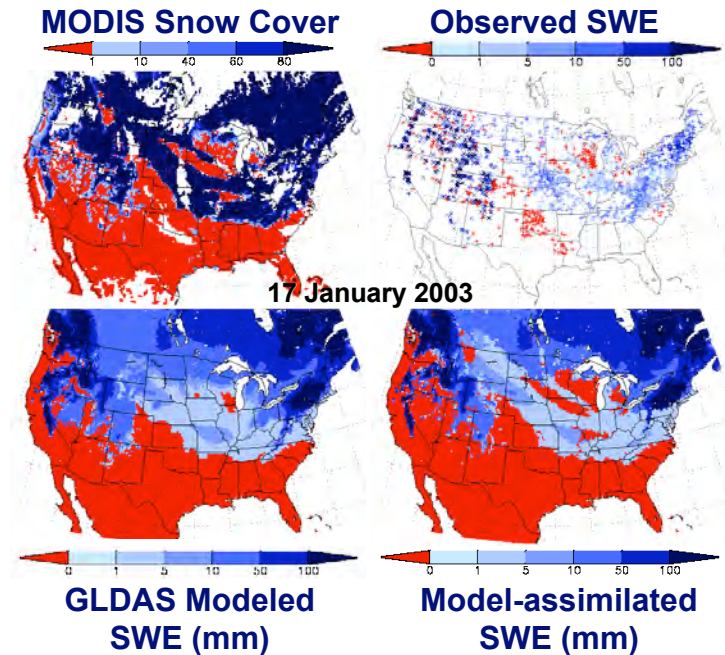 MODIS Snow Cover
1 10 40 60 80
Observed SWE
0 1 5 10 50 100
17 January 2003
0 1 5 10 50 100
GLDAS Modeled
SWE (mm)
0 1 5 10 50 100
Model-assimilated
SWE (mm)